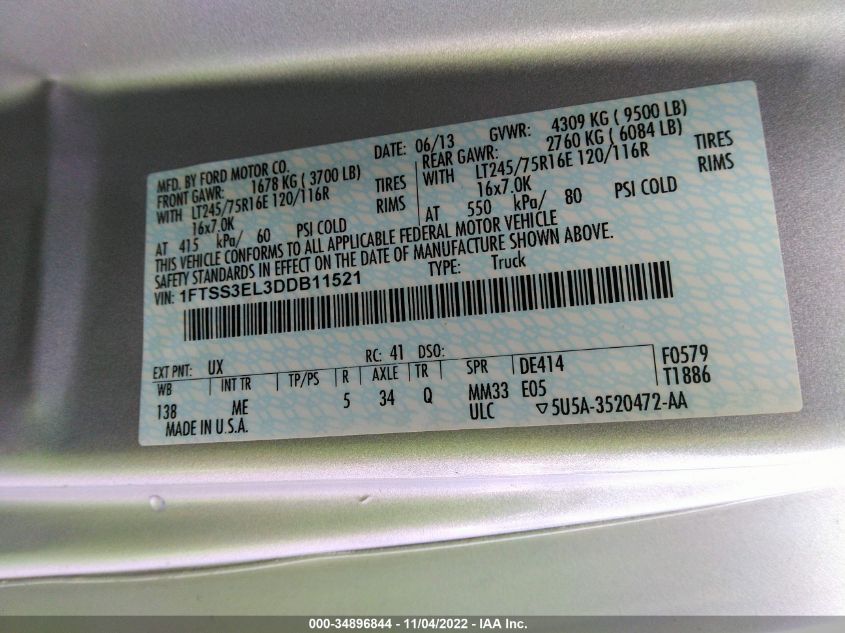 MFD. BY FORD MOTOR CO.
DATE: 06/13 GVWR: 4309 KG ( 9500 LB)
FRONT GAWR: 1678 KG ( 3700 LB)
REAR GAWR: 2760 KG ( 6084 LB)
WITH LT245/75R16E 120/116R TIRES
WITH LT245/75R16E 120/116R TIRES
16x7.0K RIMS
16x7.0K RIMS
AT 415 kPa/ 60 PSI COLD
AT 550 kPa/ 80 PSI COLD
THIS VEHICLE CONFORMS TO ALL APPLICABLE FEDERAL MOTOR VEHICLE
SAFETY STANDARDS IN EFFECT ON THE DATE OF MANUFACTURE SHOWN ABOVE.
VIN: 1FTSS3EL3DDB11521 TYPE: Truck
EXT PNT: UX RC: 41 DSO:
WB INT TR TP/PS R AXLE TR SPR DE414 F0579
138 ME 5 34 Q MM33 E05 T1886
MADE IN U.S.A. ULC ▽5U5A-3520472-AA
000-34896844 - 11/04/2022 - IAA Inc.